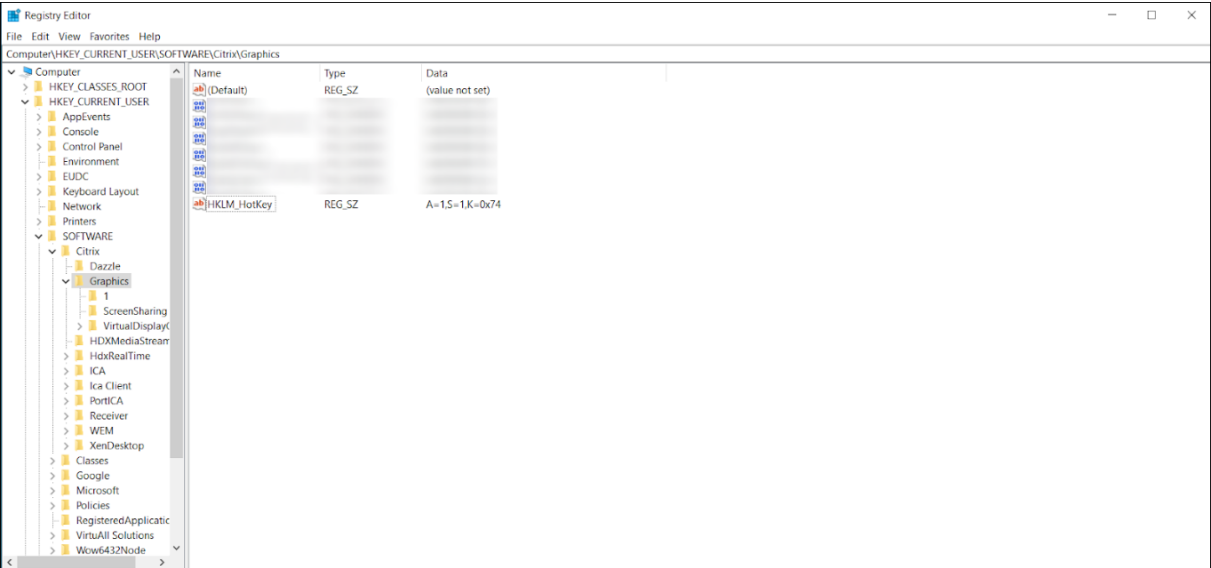 Registry Editor
File Edit View Favorites Help
Computer\HKEY_CURRENT_USER\SOFTWARE\Citrix\Graphics
Computer
HKEY_CLASSES_ROOT
HKEY_CURRENT_USER
AppEvents
Console
Control Panel
Environment
EUDC
Keyboard Layout
Network
Printers
SOFTWARE
Citrix
Dazzle
Graphics
1
ScreenSharing
VirtualDisplay
HDXMediaStream
HdxRealTime
ICA
Ica Client
PortICA
Receiver
WEM
XenDesktop
Classes
Google
Microsoft
Policies
RegisteredApplicatic
VirtuAll Solutions
Wow6432Node
Name Type Data
(Default) REG_SZ (value not set)
HKLM_HotKey REG_SZ A=1,S=1,K=0x74